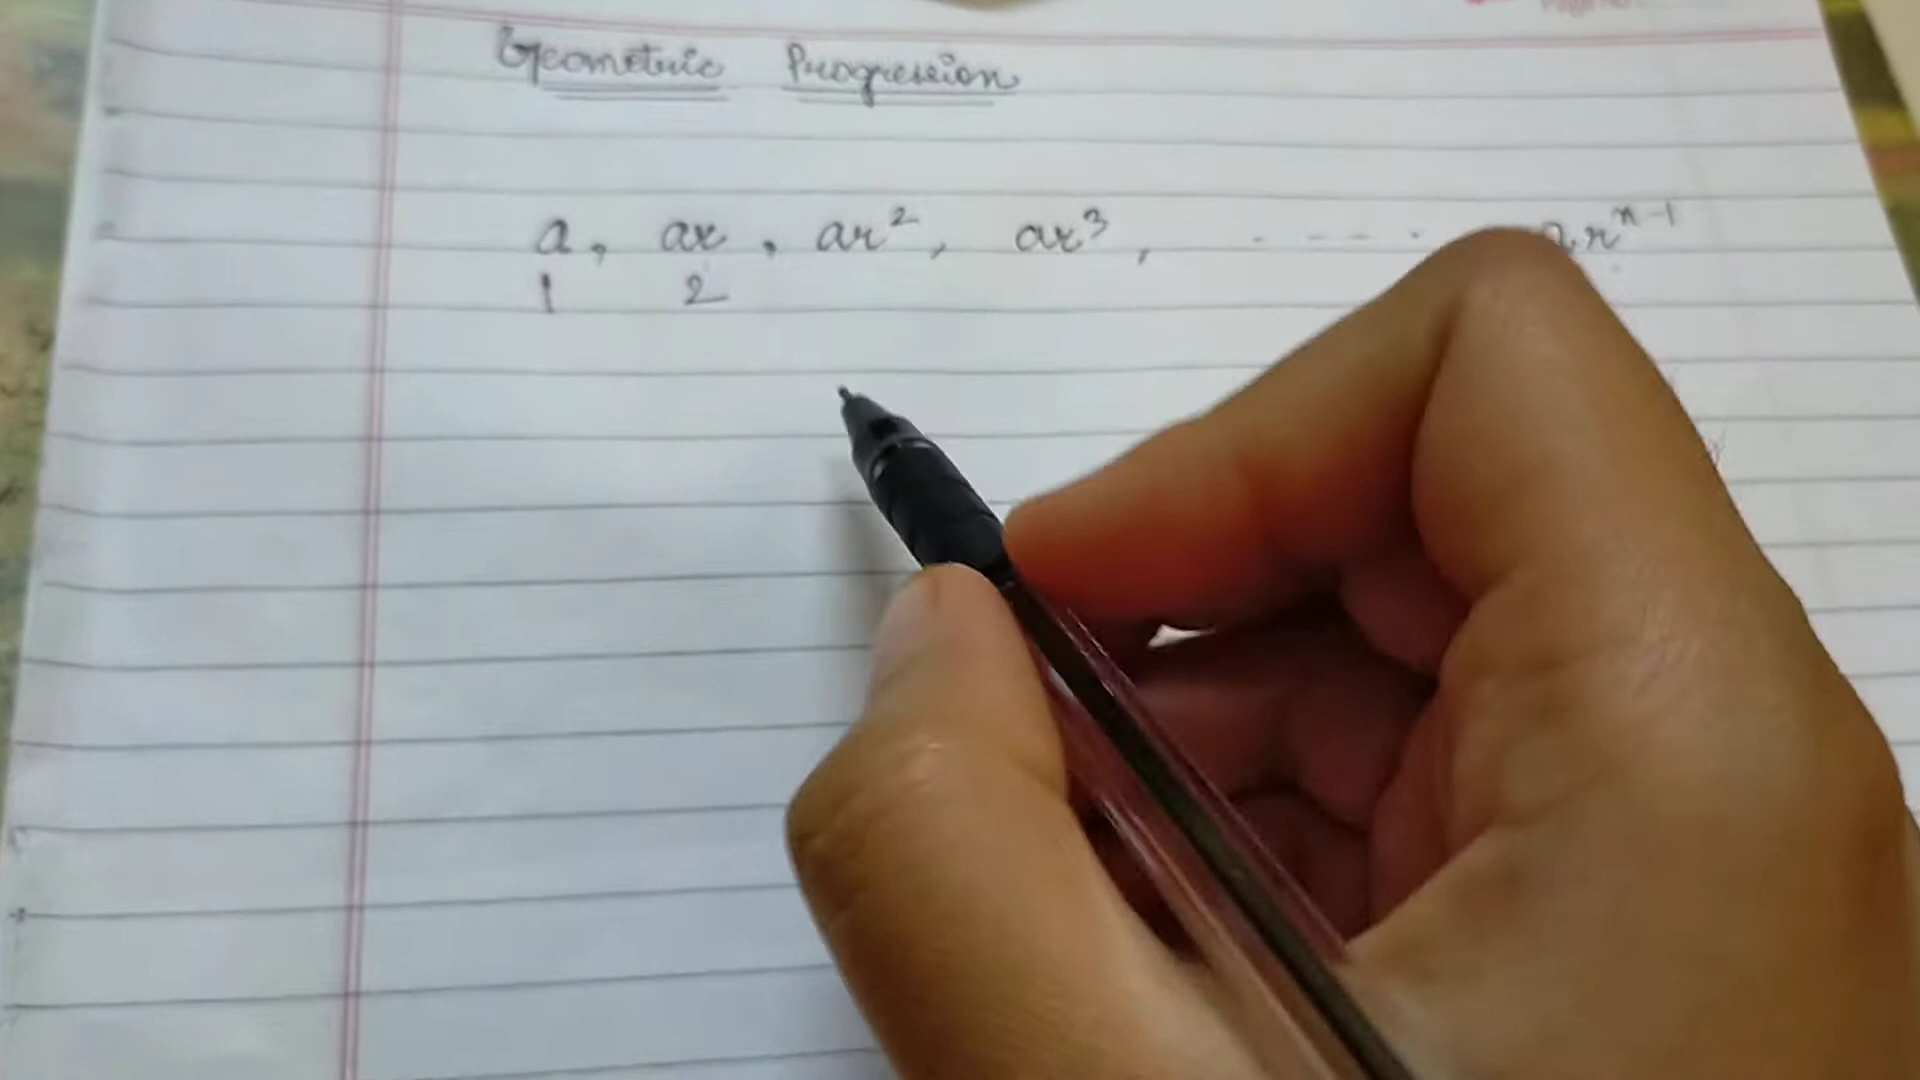 Geometric Progression
a, ar, ar², ar³, - - - - . ar^{n-1}
1 2